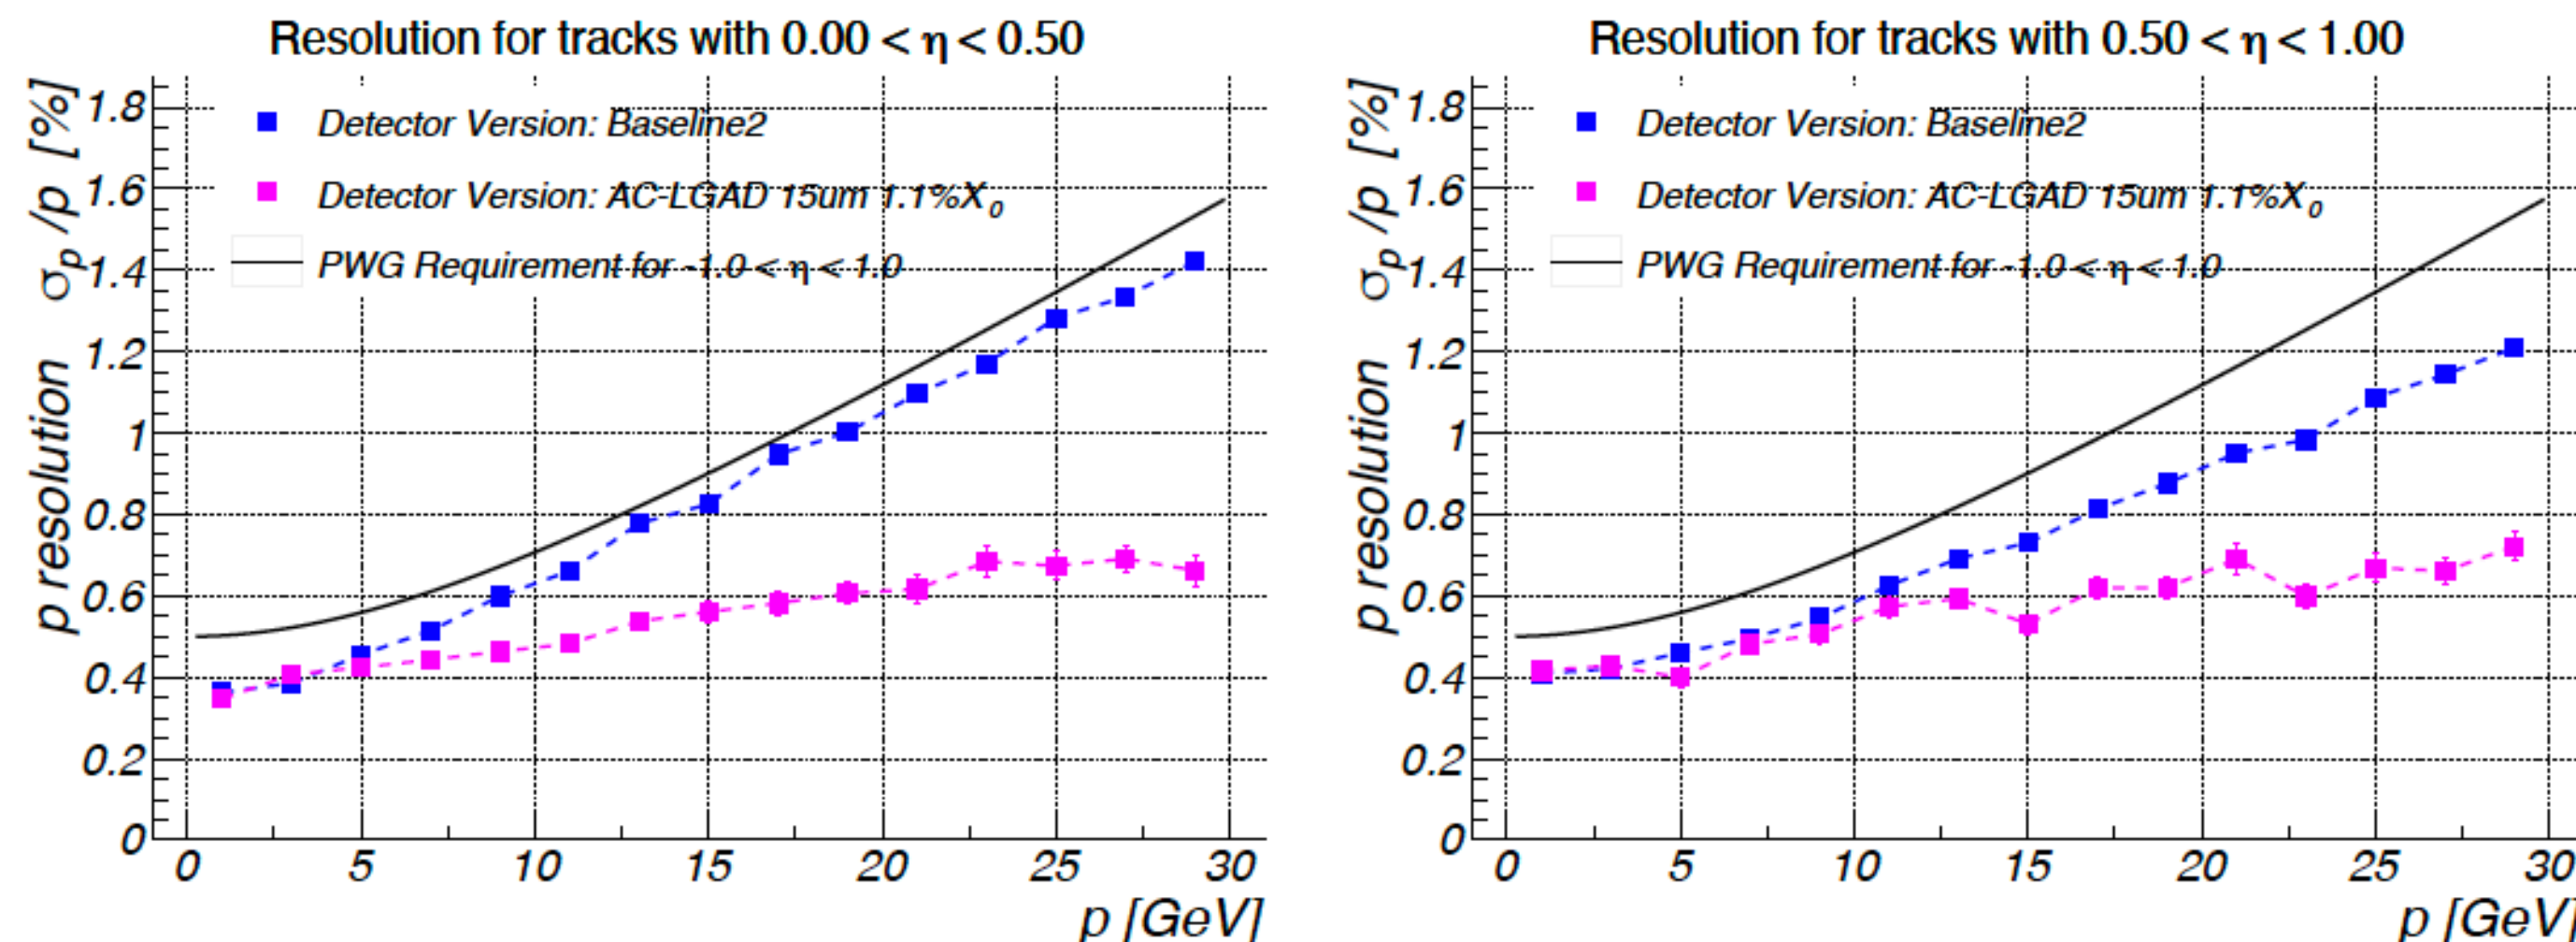 Resolution for tracks with 0.00 < η < 0.50
p resolution σp /p [%]
1.8
1.6
1.4
1.2
1
0.8
0.6
0.4
0.2
0
Detector Version: Baseline2
Detector Version: AC-LGAD 15um 1.1%X0
PWG Requirement for -1.0 < η < 1.0
0 5 10 15 20 25 30
p [GeV]
Resolution for tracks with 0.50 < η < 1.00
p resolution σp /p [%]
1.8
1.6
1.4
1.2
1
0.8
0.6
0.4
0.2
0
Detector Version: Baseline2
Detector Version: AC-LGAD 15um 1.1%X0
PWG Requirement for -1.0 < η < 1.0
0 5 10 15 20 25 30
p [GeV]